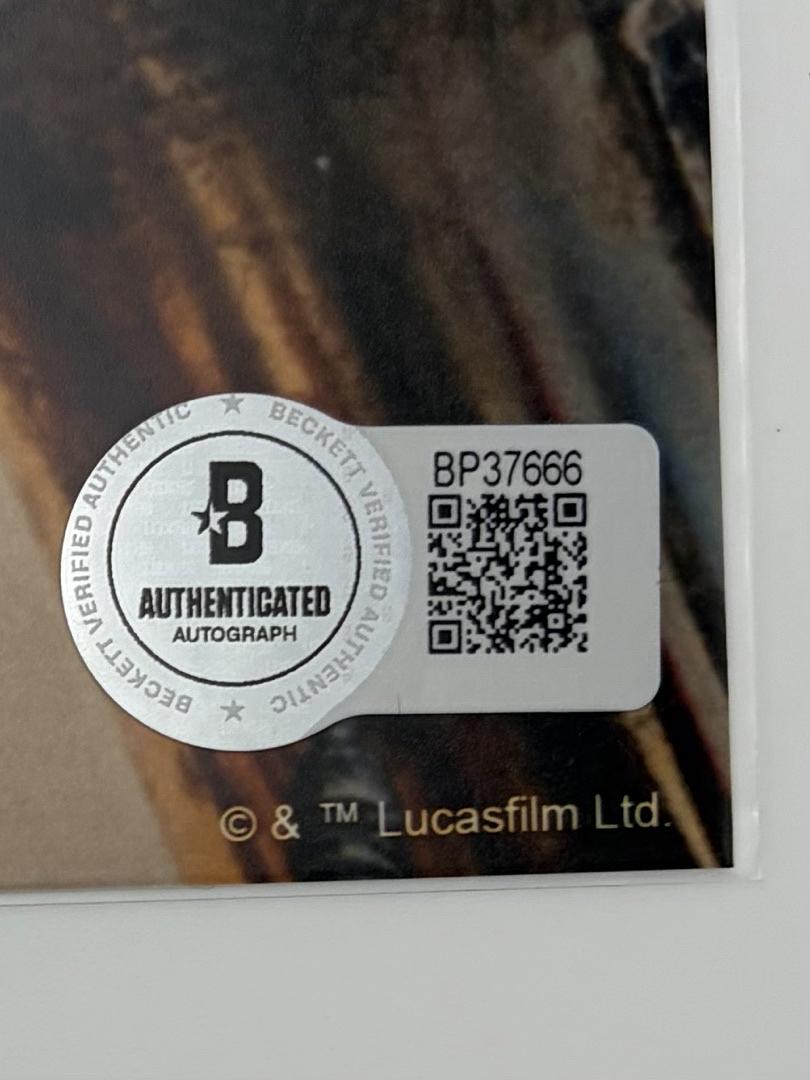 BECKETT VERIFIED AUTHENTIC ★ BECKETT VERIFIED AUTHENTIC ★
B
AUTHENTICATED
AUTOGRAPH
BP37666
© & ™ Lucasfilm Ltd.